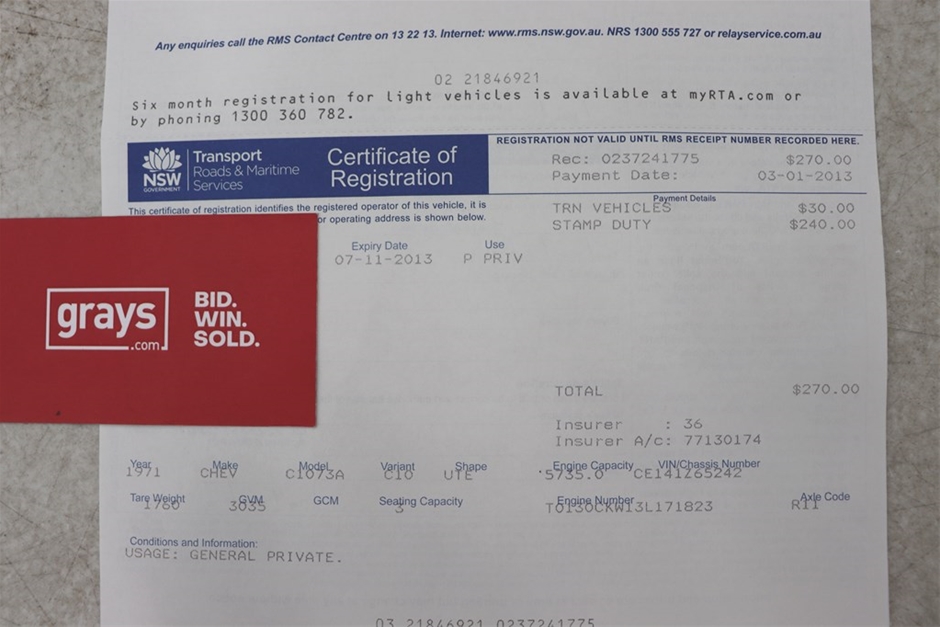 Any enquiries call the RMS Contact Centre on 13 22 13. Internet: www.rms.nsw.gov.au. NRS 1300 555 727 or relayservice.com.au
02 21846921
Six month registration for light vehicles is available at myRTA.com or
by phoning 1300 360 782.
REGISTRATION NOT VALID UNTIL RMS RECEIPT NUMBER RECORDED HERE.
NSW
GOVERNMENT
Transport
Roads & Maritime
Services
Certificate of
Registration
Rec: 0237241775 $270.00
Payment Date: 03-01-2013
This certificate of registration identifies the registered operator of this vehicle, it is
or operating address is shown below.
Payment Details
TRN VEHICLES $30.00
STAMP DUTY $240.00
Expiry Date Use
07-11-2013 P PRIV
grays
.com
BID.
WIN.
SOLD.
TOTAL $270.00
Insurer : 36
Insurer A/c: 77130174
Year Make Model Variant Shape Engine Capacity VIN/Chassis Number
1971 CHEV C1073A C10 UTE 5735.0 CE141Z65242
Tare Weight GVM GCM Seating Capacity Engine Number Axle Code
1760 3035 3 T0130CKW13L171823 R11
Conditions and Information:
USAGE: GENERAL PRIVATE.
03 21846921 0237241775